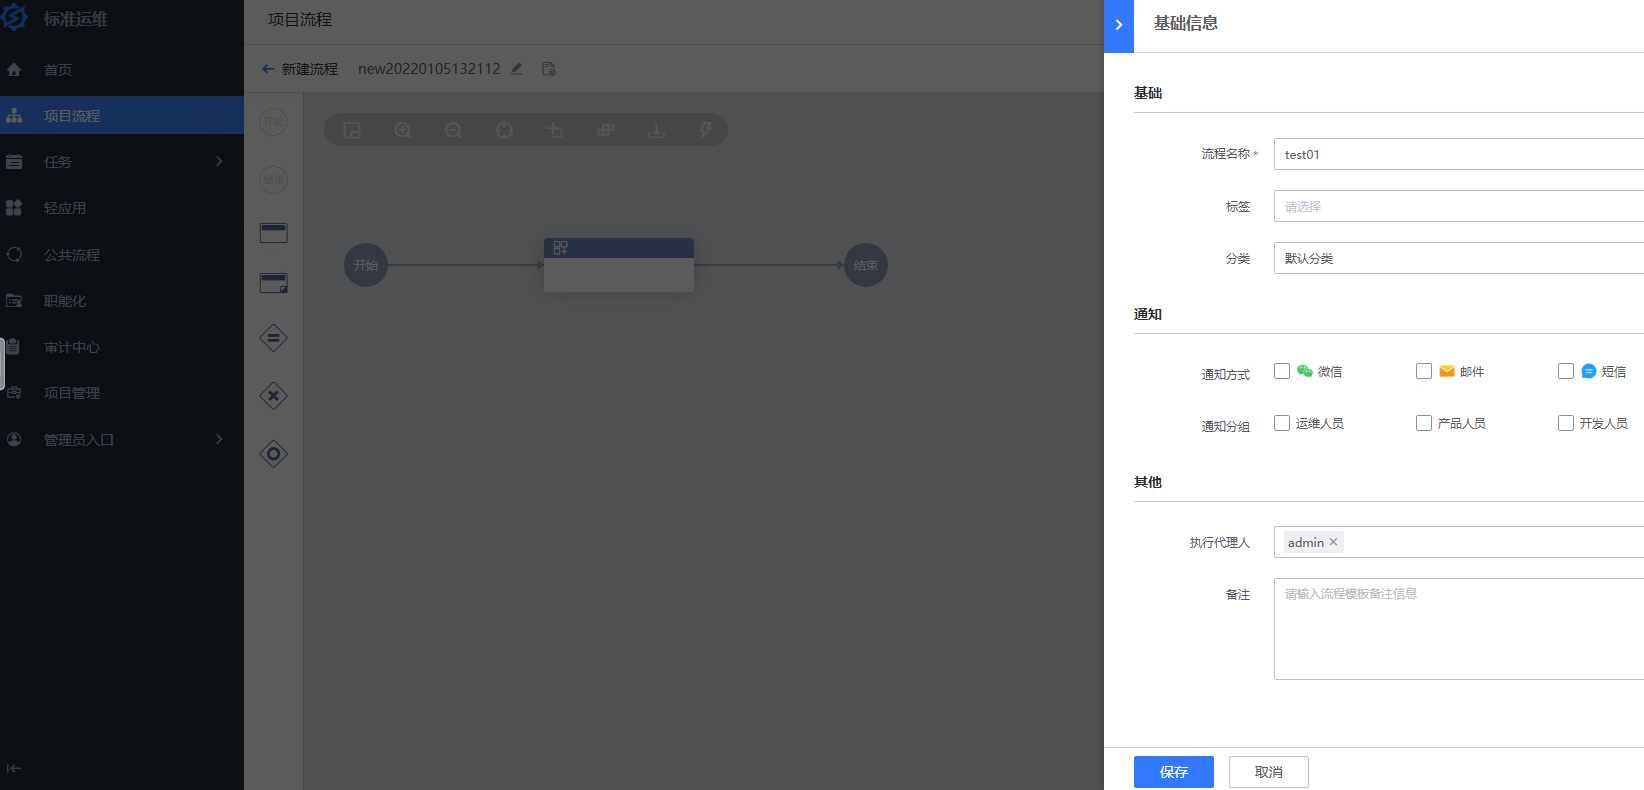 标准运维
首页
项目流程
任务
轻应用
公共流程
职能化
审计中心
项目管理
管理员入口
项目流程
新建流程 new20220105132112
开始
结束
开始
结束
基础信息
基础
流程名称 * test01
标签 请选择
分类 默认分类
通知
通知方式 微信 邮件 短信
通知分组 运维人员 产品人员 开发人员
其他
执行代理人 admin ×
备注 请输入流程模板备注信息
保存 取消